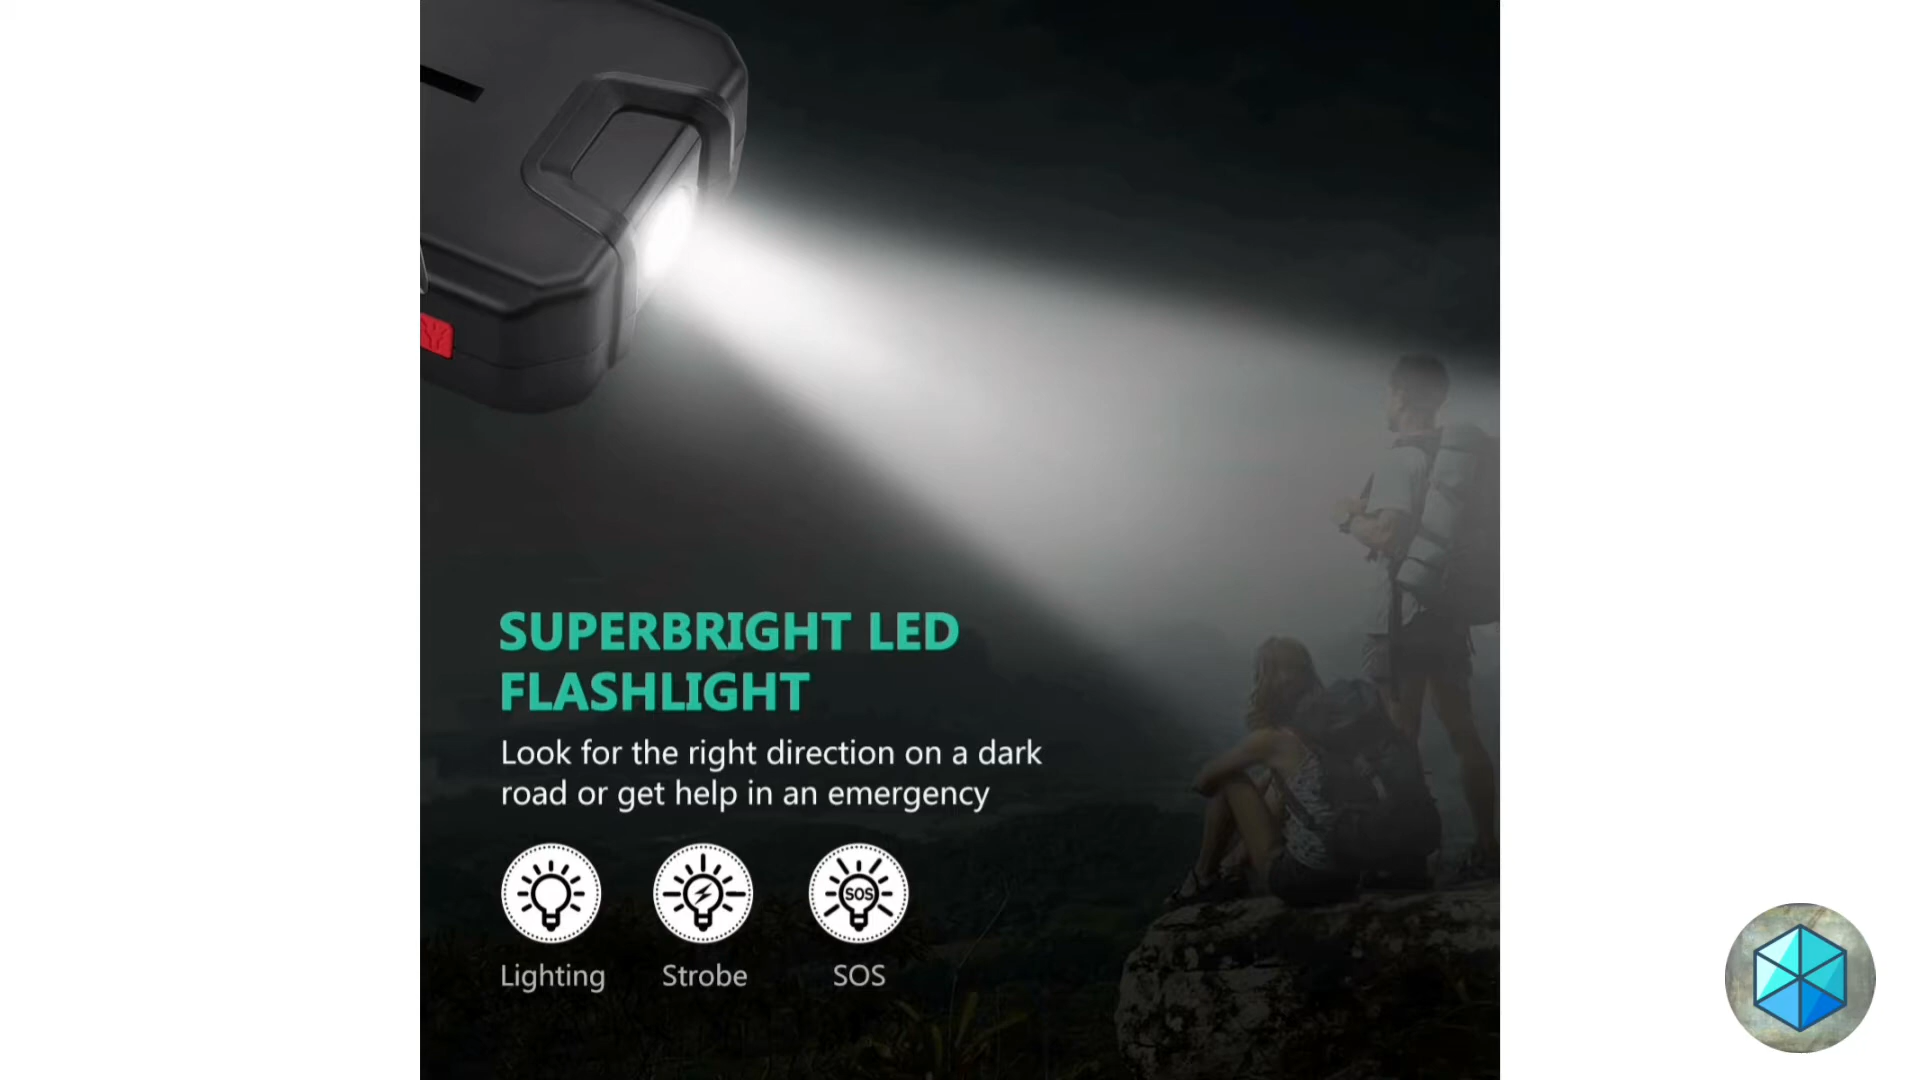 SUPERBRIGHT LED
FLASHLIGHT
Look for the right direction on a dark
road or get help in an emergency
SOS
Lighting
Strobe
SOS